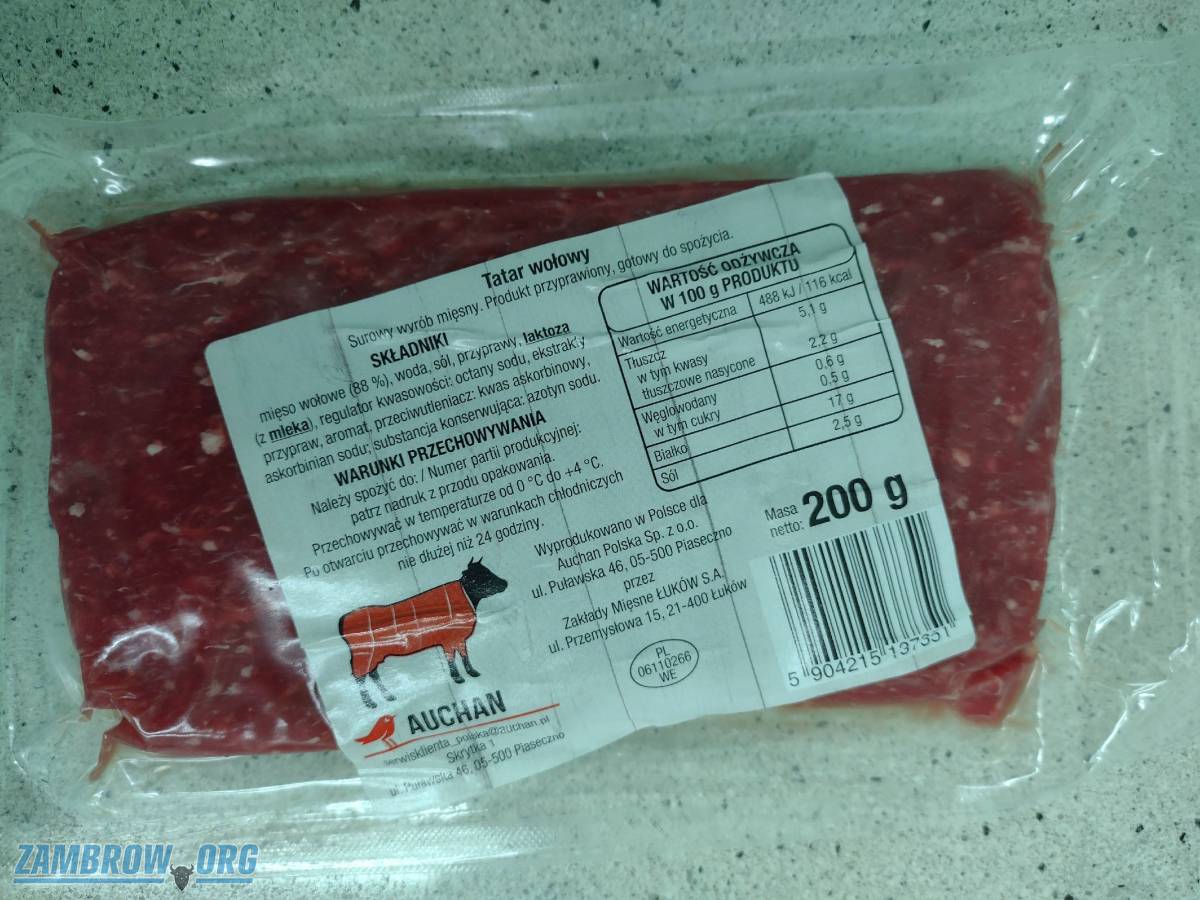 Tatar wołowy
Surowy wyrób mięsny. Produkt przyprawiony, gotowy do spożycia.
SKŁADNIKI
mięso wołowe (88 %), woda, sól, przyprawy, laktoza
(z mleka), regulator kwasowości: octany sodu, ekstrakty
przypraw, aromat, przeciwutleniacz: kwas askorbinowy,
askorbinian sodu; substancja konserwująca: azotyn sodu.
WARUNKI PRZECHOWYWANIA
Należy spożyć do: / Numer partii produkcyjnej:
patrz nadruk z przodu opakowania.
Przechowywać w temperaturze od 0 °C do +4 °C.
Po otwarciu przechowywać w warunkach chłodniczych
nie dłużej niż 24 godziny.
WARTOŚĆ ODŻYWCZA
W 100 g PRODUKTU
Wartość energetyczna 488 kJ / 116 kcal
Tłuszcz 5,1 g
w tym kwasy
tłuszczowe nasycone 2,2 g
Węglowodany 0,6 g
w tym cukry 0,5 g
Białko 17 g
Sól 2,5 g
Wyprodukowano w Polsce dla
Auchan Polska Sp. z o.o.
ul. Puławska 46, 05-500 Piaseczno
przez
Zakłady Mięsne ŁUKÓW S.A.
ul. Przemysłowa 15, 21-400 Łuków
PL
06110266
WE
Masa
netto: 200 g
5 904215 137351
AUCHAN
serwisklienta_polska@auchan.pl
Skrytka 1
ul. Puławska 46, 05-500 Piaseczno
ZAMBROW.ORG